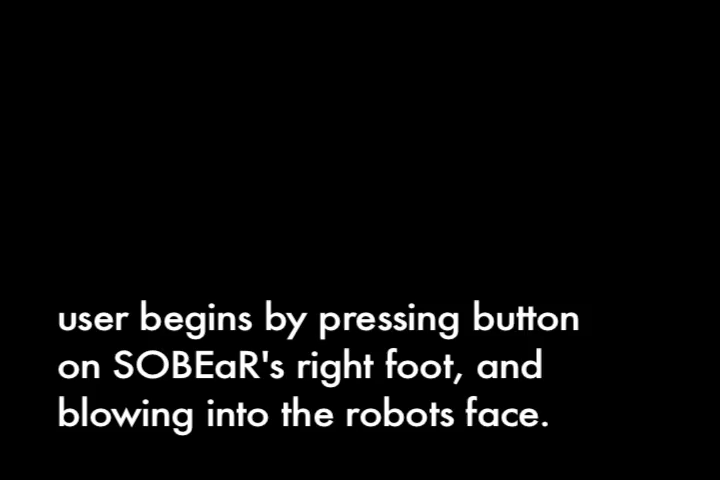 user begins by pressing button
on SOBEaR's right foot, and
blowing into the robots face.